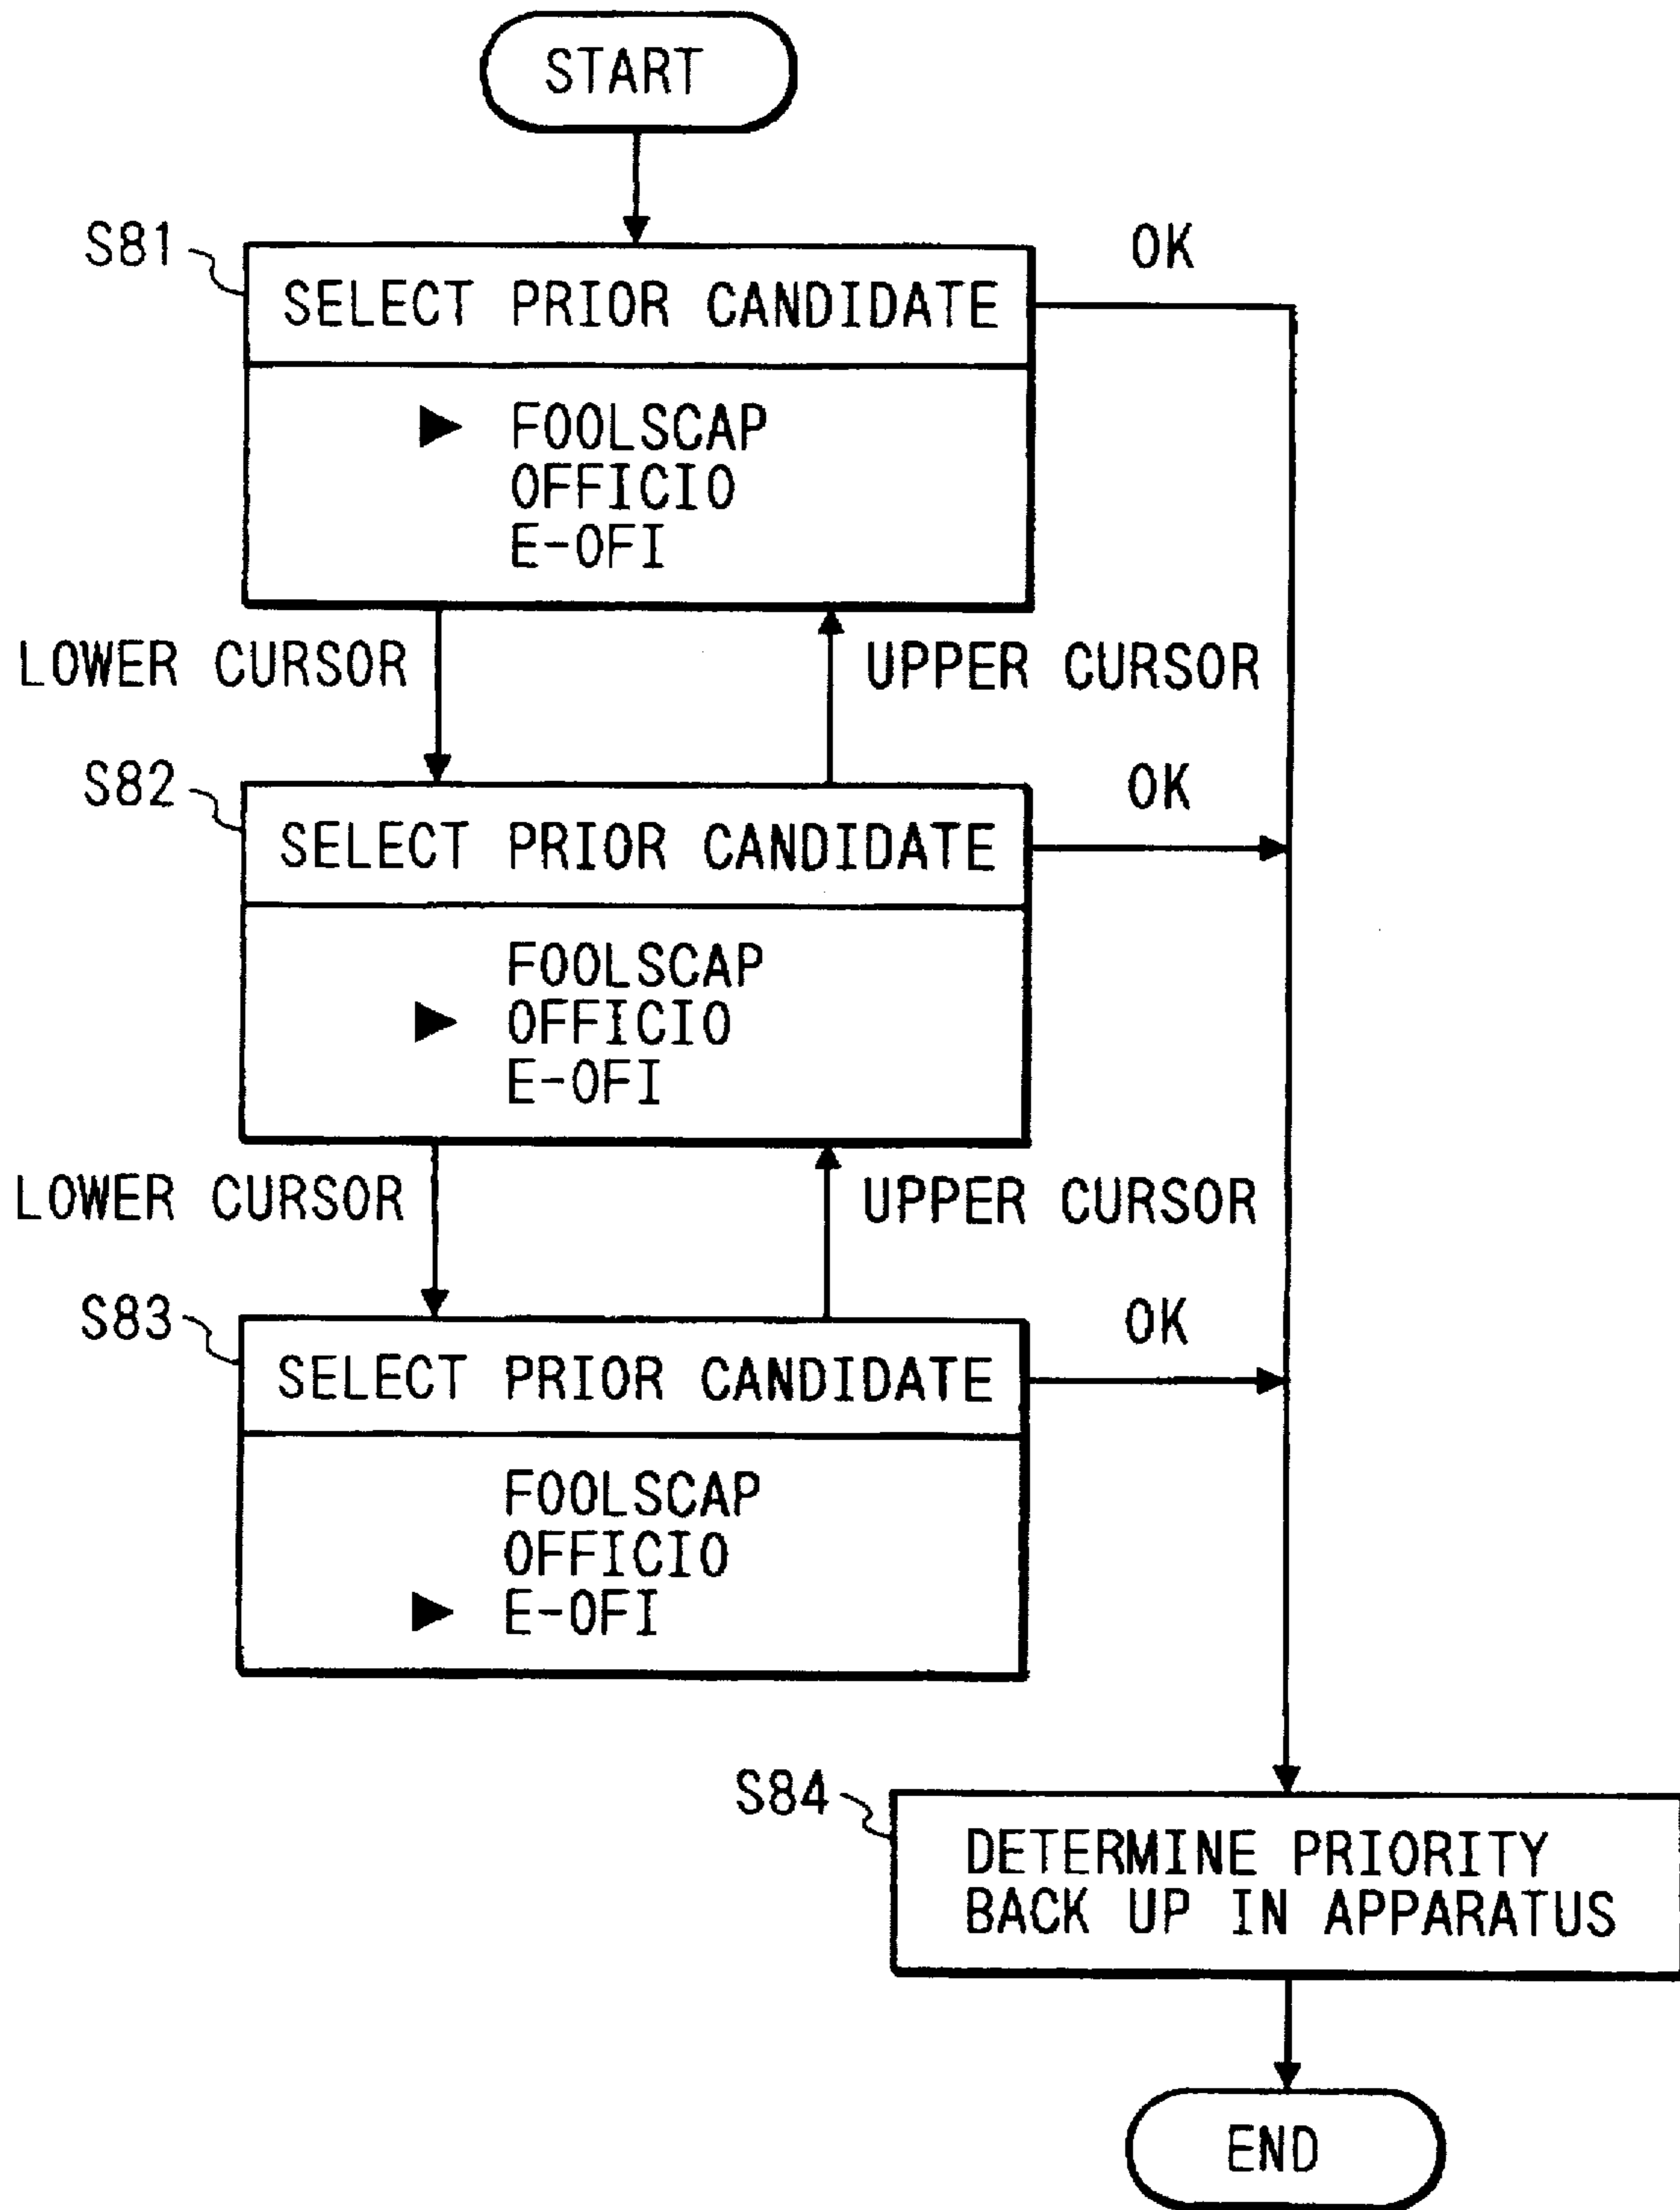 START
S81
OK
SELECT PRIOR CANDIDATE
▶ FOOLSCAP
OFFICIO
E-OFI
LOWER CURSOR
UPPER CURSOR
S82
OK
SELECT PRIOR CANDIDATE
FOOLSCAP
▶ OFFICIO
E-OFI
LOWER CURSOR
UPPER CURSOR
S83
OK
SELECT PRIOR CANDIDATE
FOOLSCAP
OFFICIO
▶ E-OFI
S84
DETERMINE PRIORITY
BACK UP IN APPARATUS
END